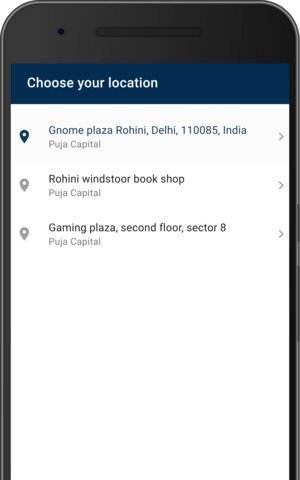 Choose your location
Gnome plaza Rohini, Delhi, 110085, India
Puja Capital
Rohini windstoor book shop
Puja Capital
Gaming plaza, second floor, sector 8
Puja Capital